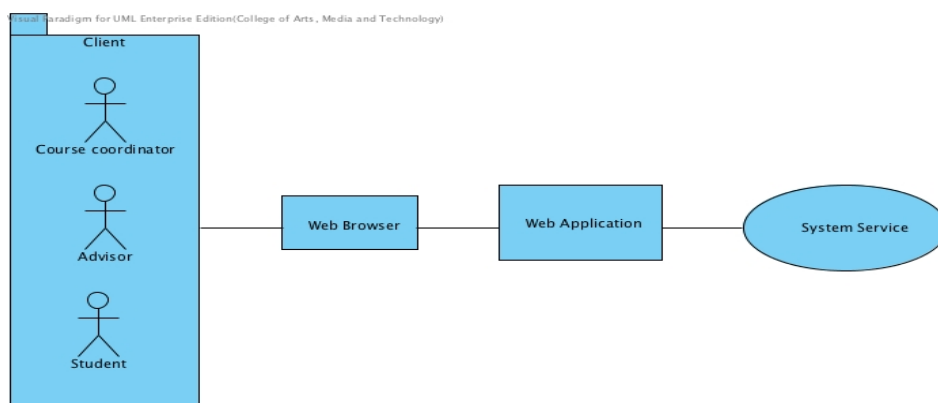 Visual Paradigm for UML Enterprise Edition(College of Arts, Media and Technology)
Client
Course coordinator
Advisor
Student
Web Browser
Web Application
System Service